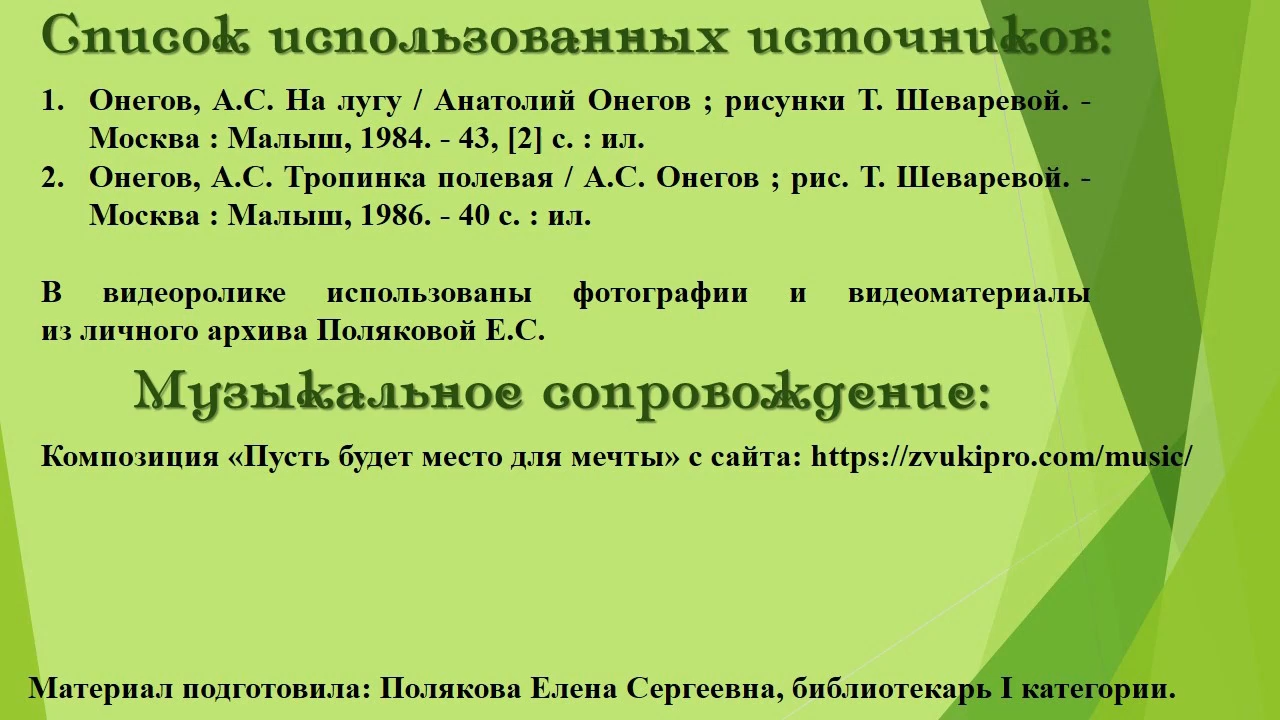 Список использованных источников:
1. Онегов, А.С. На лугу / Анатолий Онегов ; рисунки Т. Шеваревой. -
Москва : Малыш, 1984. - 43, [2] с. : ил.
2. Онегов, А.С. Тропинка полевая / А.С. Онегов ; рис. Т. Шеваревой. -
Москва : Малыш, 1986. - 40 с. : ил.
В видеоролике использованы фотографии и видеоматериалы
из личного архива Поляковой Е.С.
Музыкальное сопровождение:
Композиция «Пусть будет место для мечты» с сайта: https://zvukipro.com/music/
Материал подготовила: Полякова Елена Сергеевна, библиотекарь I категории.